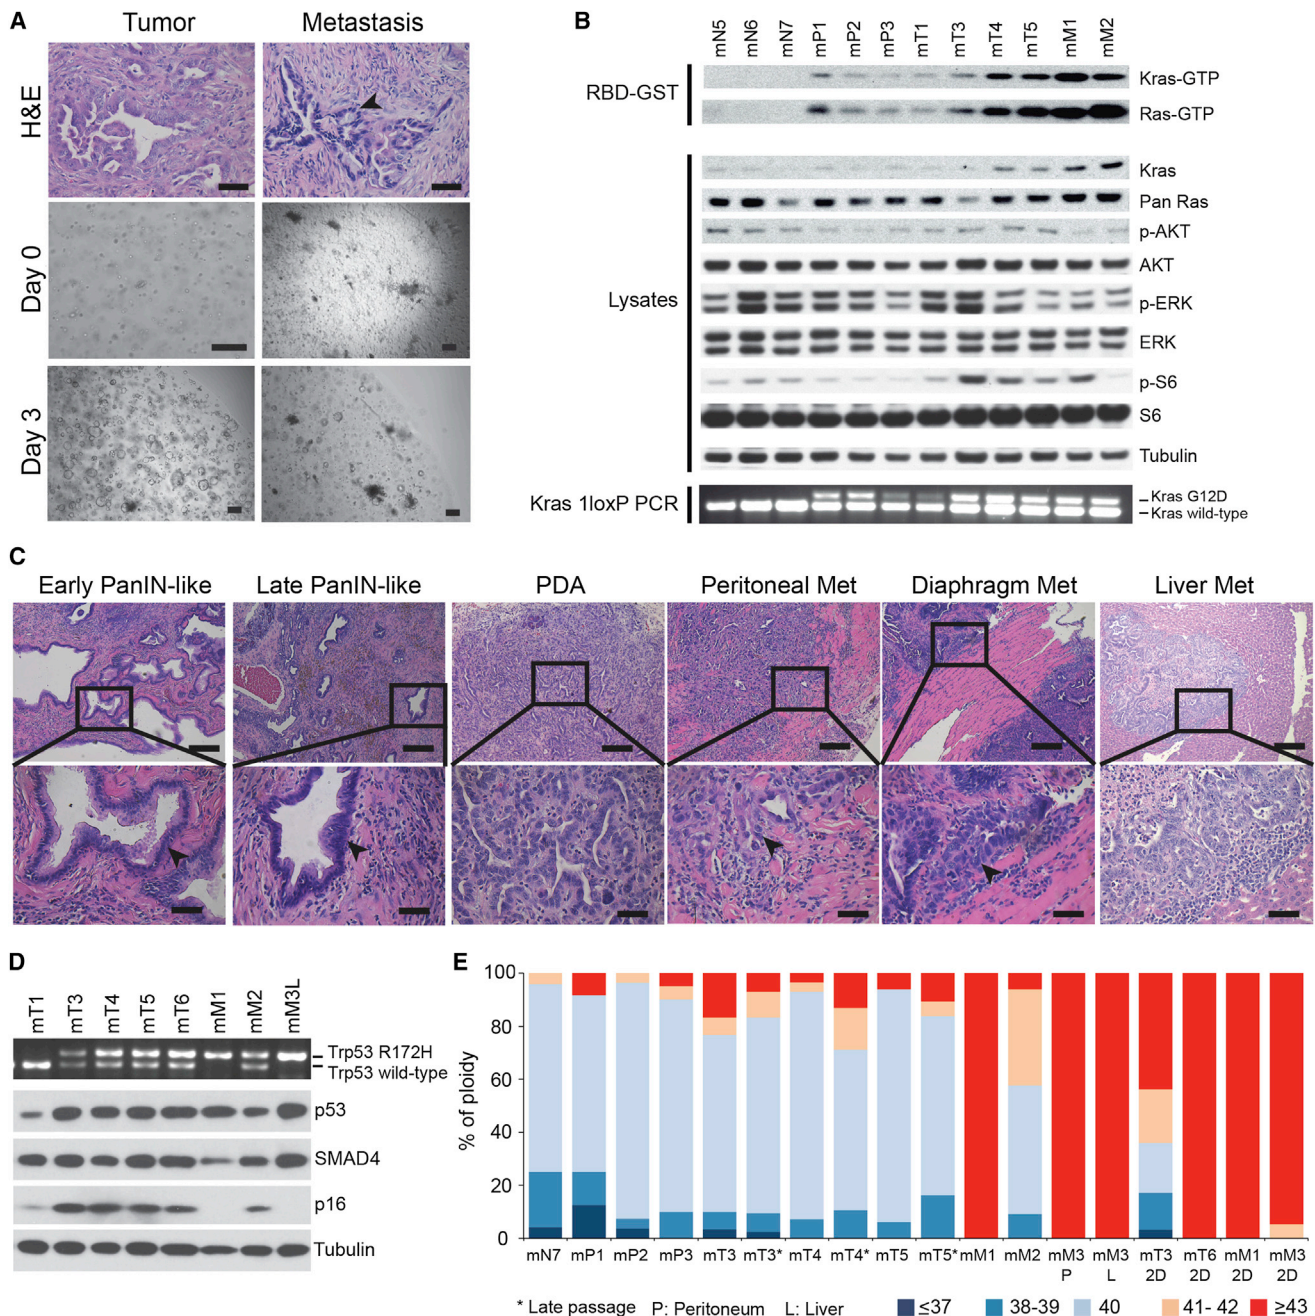 A
Tumor Metastasis
H&E
Day 0
Day 3
B
mN5 mN6 mN7 mP1 mP2 mP3 mT1 mT3 mT4 mT5 mM1 mM2
RBD-GST
Kras-GTP
Ras-GTP
Lysates
Kras
Pan Ras
p-AKT
AKT
p-ERK
ERK
p-S6
S6
Tubulin
Kras 1loxP PCR
Kras G12D
Kras wild-type
C
Early PanIN-like Late PanIN-like PDA Peritoneal Met Diaphragm Met Liver Met
D
mT1 mT3 mT4 mT5 mT6 mM1 mM2 mM3L
Trp53 R172H
Trp53 wild-type
p53
SMAD4
p16
Tubulin
E
% of ploidy
100
80
60
40
20
0
mN7 mP1 mP2 mP3 mT3 mT3* mT4 mT4* mT5 mT5* mM1 mM2 mM3 mM3 mT3 mT6 mM1 mM3
P L 2D 2D 2D 2D
* Late passage P: Peritoneum L: Liver ≤37 38-39 40 41- 42 ≥43